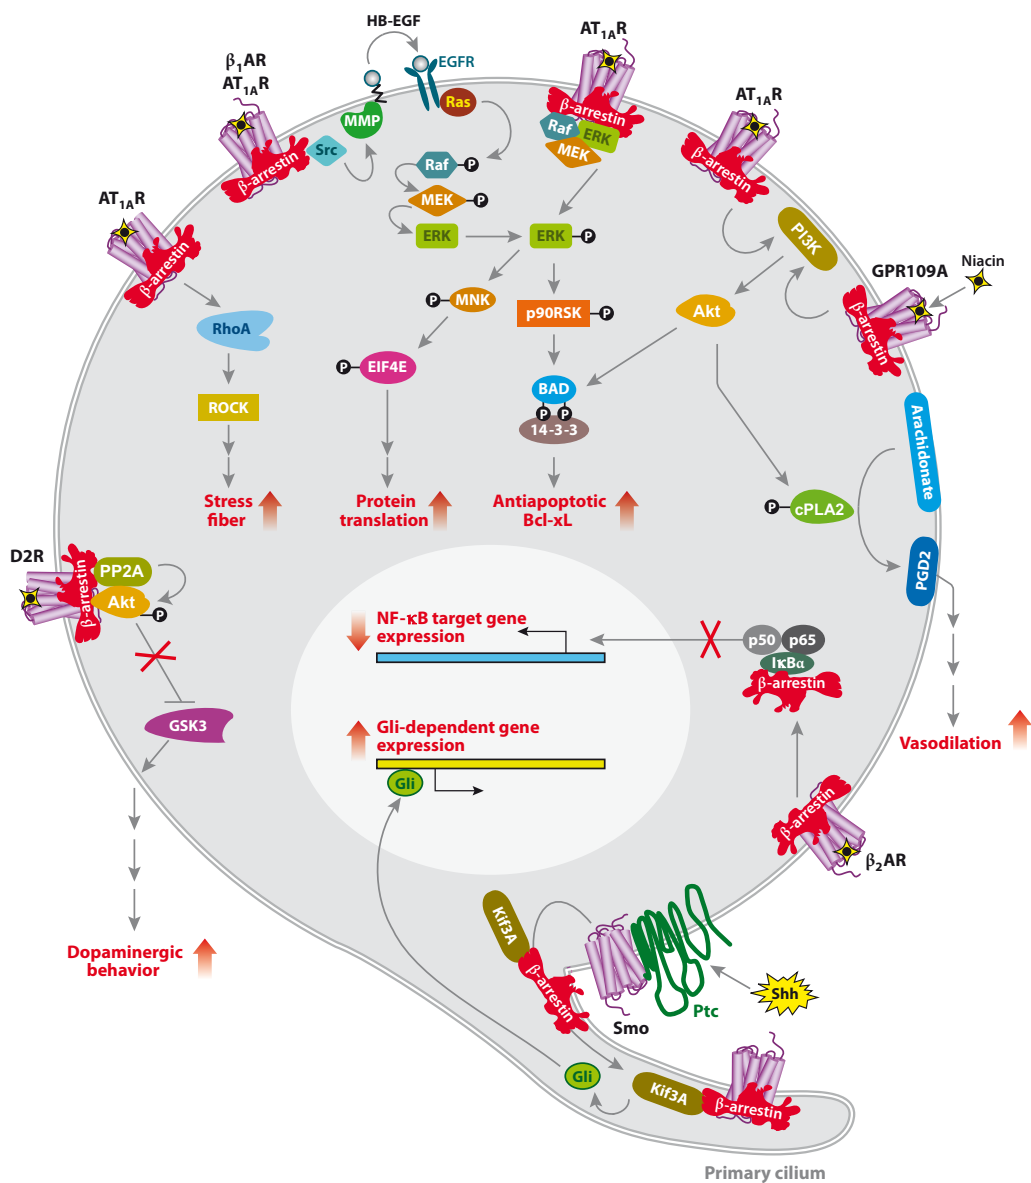 HB-EGF
EGFR
AT1AR
β1AR
AT1AR
MMP
Ras
β-arrestin
Raf
ERK
MEK
AT1AR
β-arrestin
Src
β-arrestin
Raf
P
MEK
P
ERK
ERK
P
PI3K
AT1AR
β-arrestin
GPR109A
Niacin
β-arrestin
RhoA
P
MNK
p90RSK
P
Akt
P
EIF4E
BAD
P
P
14-3-3
ROCK
Arachidonate
Stress
fiber
Protein
translation
Antiapoptotic
Bcl-xL
P
cPLA2
PGD2
D2R
β-arrestin
PP2A
Akt
P
GSK3
NF-κB target gene
expression
p50
p65
IκBα
β-arrestin
Gli-dependent gene
expression
Gli
Vasodilation
β-arrestin
β2AR
Dopaminergic
behavior
Kif3A
β-arrestin
Smo
Ptc
Shh
Gli
Kif3A
β-arrestin
Primary cilium